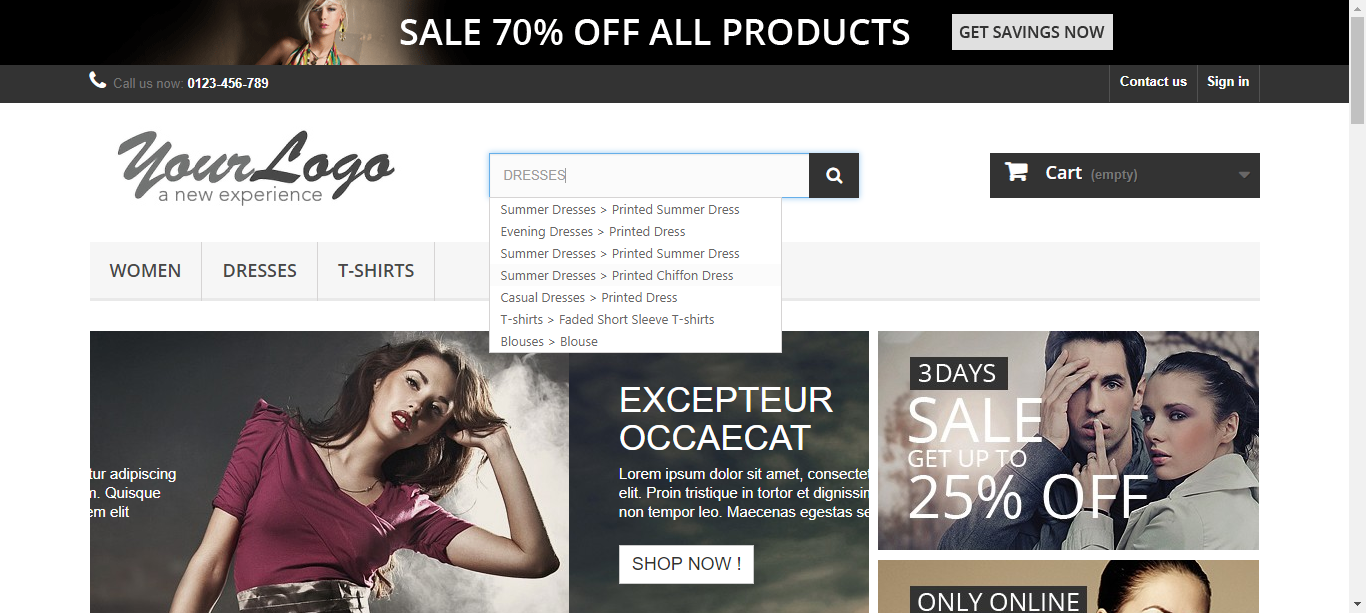 SALE 70% OFF ALL PRODUCTS
GET SAVINGS NOW
Call us now: 0123-456-789
Contact us
Sign in
YourLogo
a new experience
DRESSES
Cart (empty)
Summer Dresses > Printed Summer Dress
Evening Dresses > Printed Dress
Summer Dresses > Printed Summer Dress
Summer Dresses > Printed Chiffon Dress
Casual Dresses > Printed Dress
T-shirts > Faded Short Sleeve T-shirts
Blouses > Blouse
WOMEN
DRESSES
T-SHIRTS
tur adipiscing
n. Quisque
em elit
EXCEPTEUR
OCCAECAT
Lorem ipsum dolor sit amet, consectet
elit. Proin tristique in tortor et dignissin
non tempor leo. Maecenas egestas se
SHOP NOW !
3 DAYS
SALE
GET UP TO
25% OFF
ONLY ONLINE